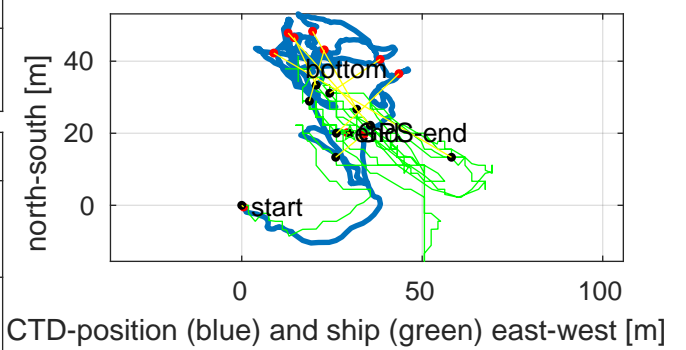 north-south [m]
40
20
0
bottom
end
GPS-end
start
0
50
100
CTD-position (blue) and ship (green) east-west [m]